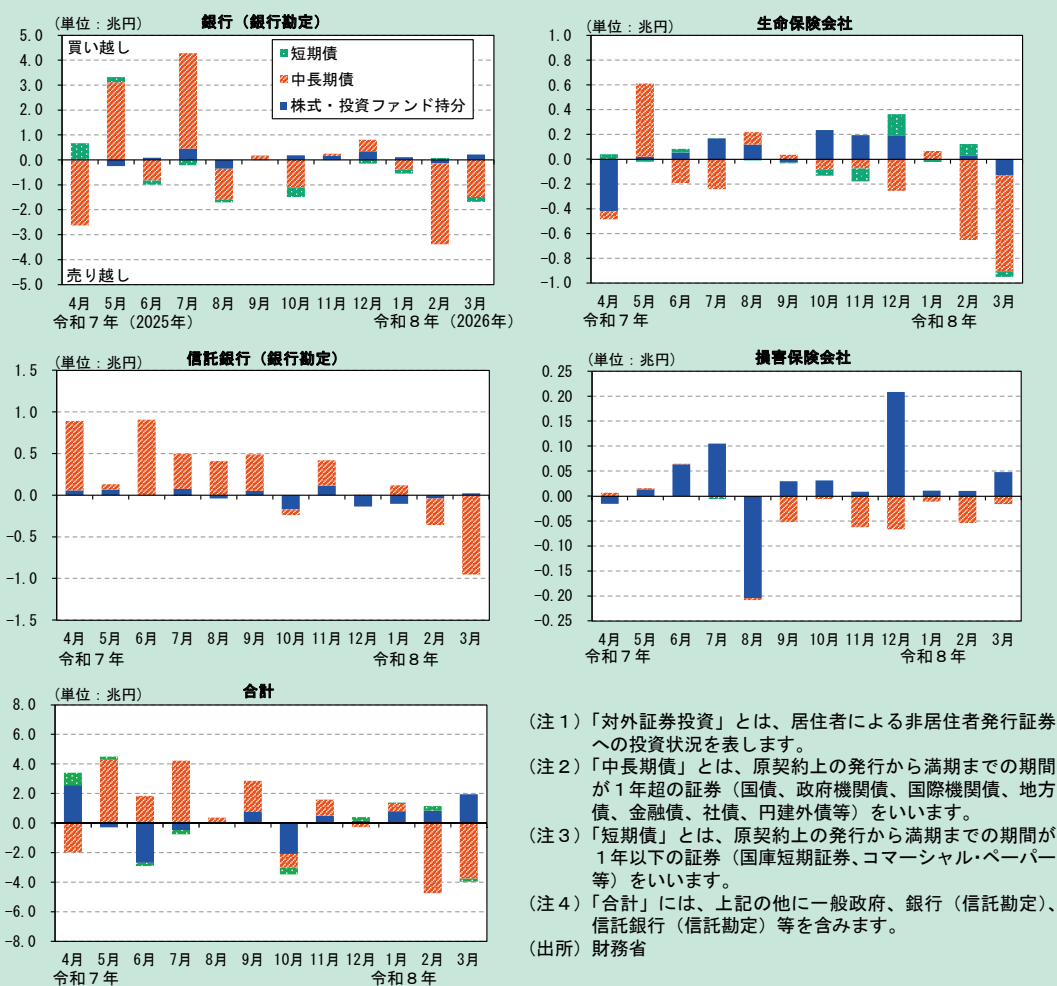 (単位:兆円)
銀行(銀行勘定)
5.0
4.0
3.0
2.0
1.0
0.0
-1.0
-2.0
-3.0
-4.0
-5.0
買い越し
売り越し
短期債
中長期債
株式・投資ファンド持分
4月 5月 6月 7月 8月 9月 10月 11月 12月 1月 2月 3月
令和7年(2025年) 令和8年(2026年)
(単位:兆円)
生命保険会社
1.0
0.8
0.6
0.4
0.2
0.0
-0.2
-0.4
-0.6
-0.8
-1.0
4月 5月 6月 7月 8月 9月 10月 11月 12月 1月 2月 3月
令和7年 令和8年
(単位:兆円)
信託銀行(銀行勘定)
1.5
1.0
0.5
0.0
-0.5
-1.0
-1.5
4月 5月 6月 7月 8月 9月 10月 11月 12月 1月 2月 3月
令和7年 令和8年
(単位:兆円)
損害保険会社
0.25
0.20
0.15
0.10
0.05
0.00
-0.05
-0.10
-0.15
-0.20
-0.25
4月 5月 6月 7月 8月 9月 10月 11月 12月 1月 2月 3月
令和7年 令和8年
(単位:兆円)
合計
8.0
6.0
4.0
2.0
0.0
-2.0
-4.0
-6.0
-8.0
4月 5月 6月 7月 8月 9月 10月 11月 12月 1月 2月 3月
令和7年 令和8年
(注1)「対外証券投資」とは、居住者による非居住者発行証券
への投資状況を表します。
(注2)「中長期債」とは、原契約上の発行から満期までの期間
が1年超の証券(国債、政府機関債、国際機関債、地方
債、金融債、社債、円建外債等)をいいます。
(注3)「短期債」とは、原契約上の発行から満期までの期間が
1年以下の証券(国庫短期証券、コマーシャル・ペーパー
等)をいいます。
(注4)「合計」には、上記の他に一般政府、銀行(信託勘定)、
信託銀行(信託勘定)等を含みます。
(出所)財務省